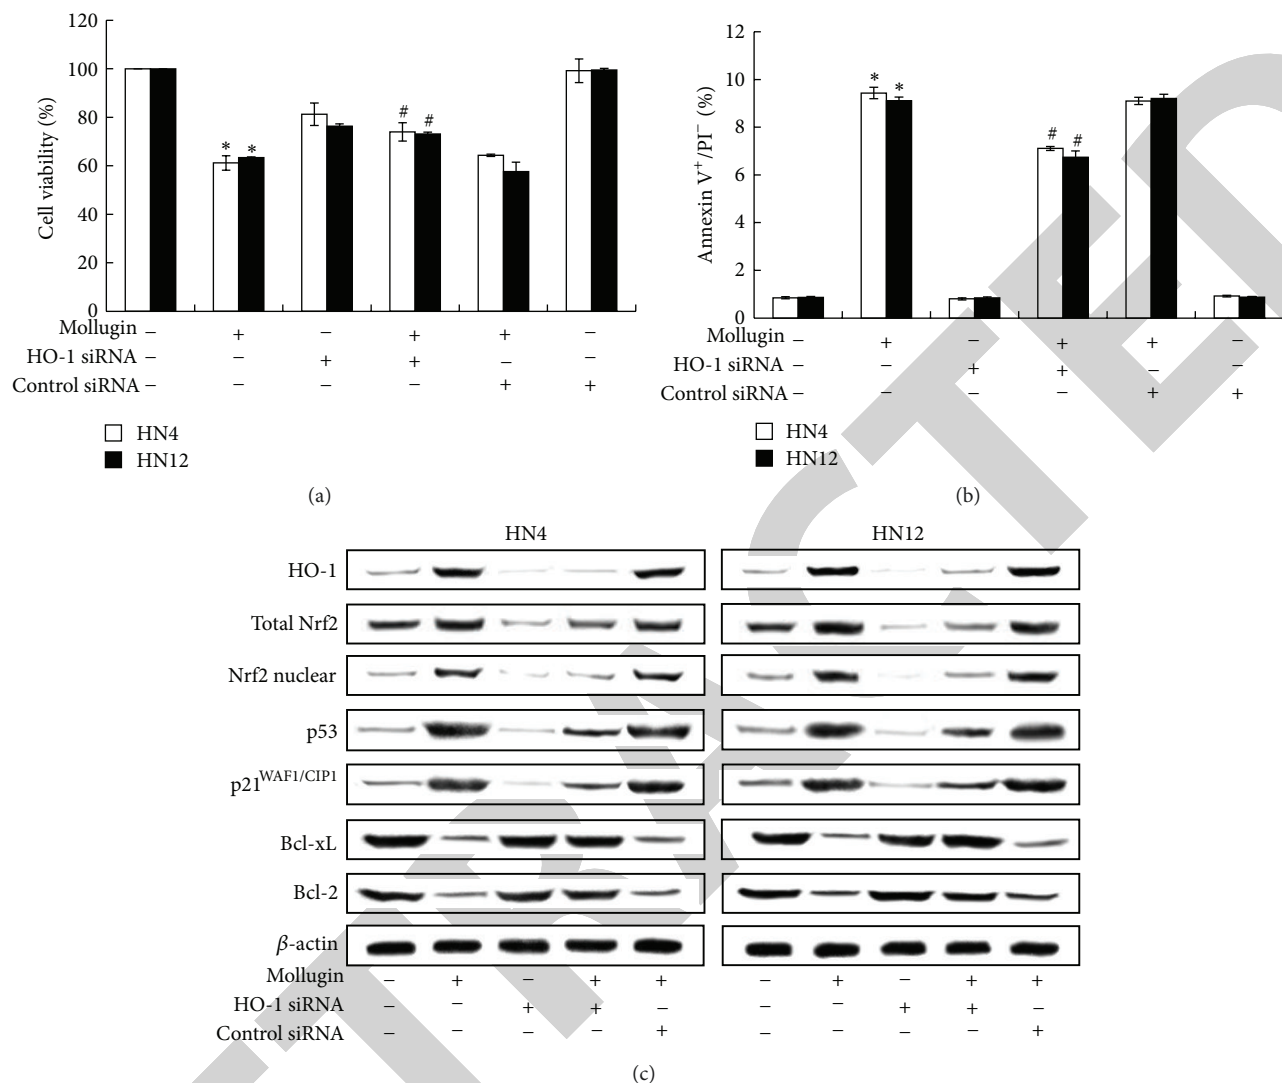 120
100
80
60
40
20
0
Cell viability (%)
* *
# #
Mollugin – + – + + –
HO-1 siRNA – – + + – –
Control siRNA – – – – + +
HN4
HN12
(a)
12
10
8
6
4
2
0
Annexin V⁺/PI⁻ (%)
* *
# #
Mollugin – + – + + –
HO-1 siRNA – – + + – –
Control siRNA – – – – + +
HN4
HN12
(b)
HN4 HN12
HO-1
Total Nrf2
Nrf2 nuclear
p53
p21WAF1/CIP1
Bcl-xL
Bcl-2
β-actin
Mollugin – + – + + – + – + +
HO-1 siRNA – – + + – – – + + –
Control siRNA – – – – + – – – – +
(c)
RETRACTED